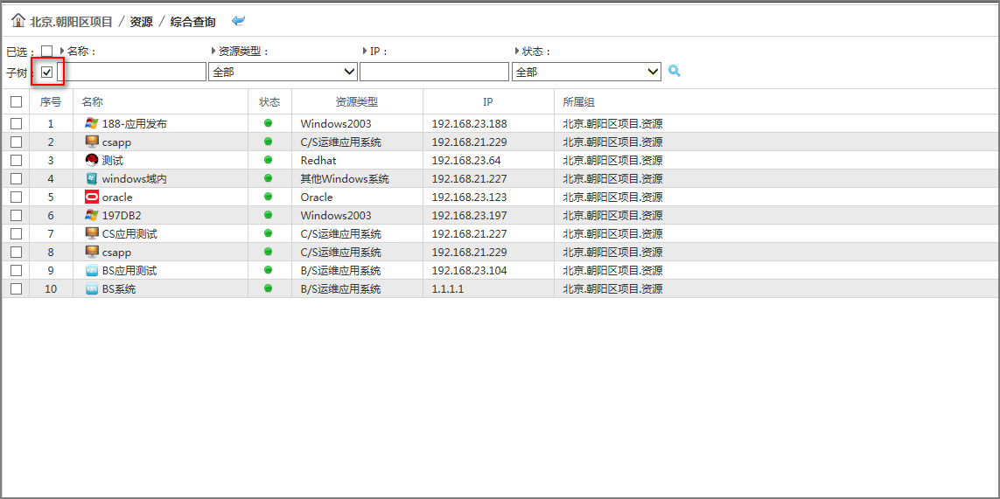 北京.朝阳区项目 / 资源 / 综合查询
已选： 名称： 资源类型： IP： 状态：
子树： 全部 全部
序号 名称 状态 资源类型 IP 所属组
1 188-应用发布 Windows2003 192.168.23.188 北京.朝阳区项目.资源
2 csapp C/S运维应用系统 192.168.21.229 北京.朝阳区项目.资源
3 测试 Redhat 192.168.23.64 北京.朝阳区项目.资源
4 windows域内 其他Windows系统 192.168.21.227 北京.朝阳区项目.资源
5 oracle Oracle 192.168.23.123 北京.朝阳区项目.资源
6 197DB2 Windows2003 192.168.23.197 北京.朝阳区项目.资源
7 CS应用测试 C/S运维应用系统 192.168.21.227 北京.朝阳区项目.资源
8 csapp C/S运维应用系统 192.168.21.229 北京.朝阳区项目.资源
9 BS应用测试 B/S运维应用系统 192.168.23.104 北京.朝阳区项目.资源
10 BS系统 B/S运维应用系统 1.1.1.1 北京.朝阳区项目.资源